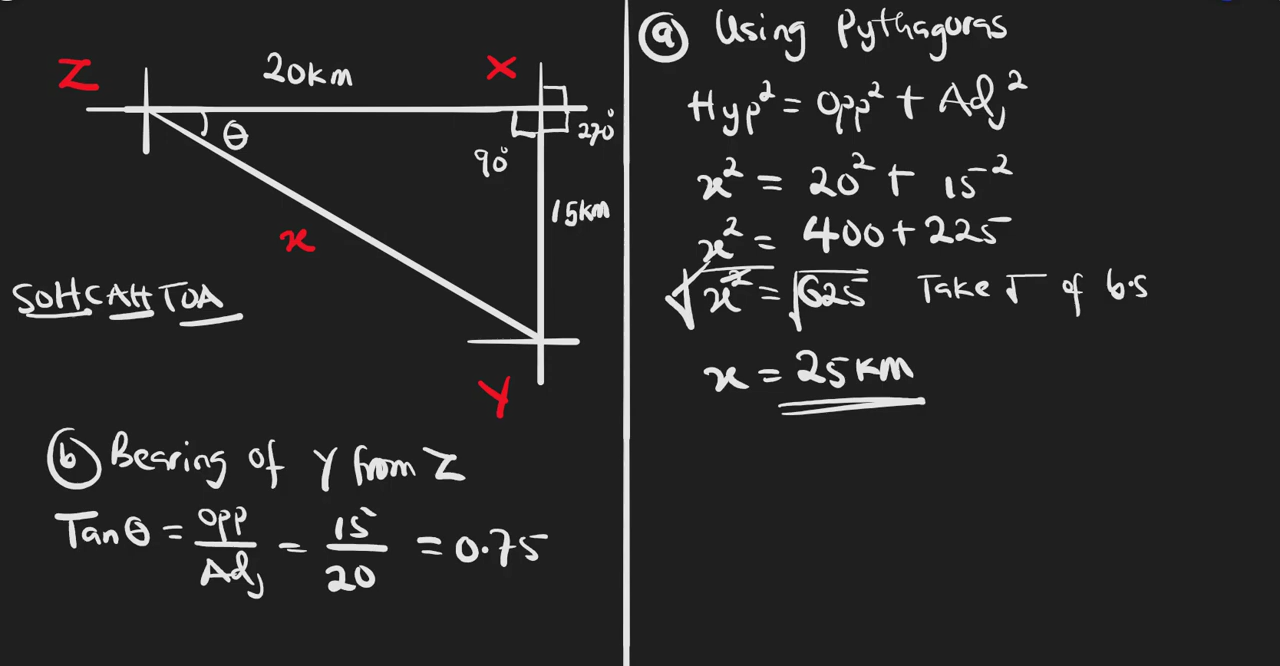 Z 20km X
θ 90° 270°
15km
x
SOHCAHTOA
Y
ⓑ Bearing of Y from Z
Tanθ = opp/Adj = 15/20 = 0.75
ⓐ Using Pythagoras
Hyp² = Opp² + Adj²
x² = 20² + 15²
x² = 400 + 225
√x² = √625 Take √ of b.s
x = 25km